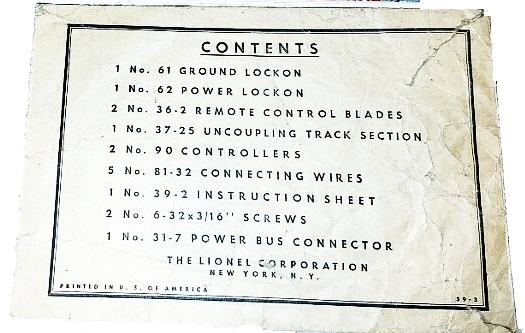 CONTENTS
1 No. 61 GROUND LOCKON
1 No. 62 POWER LOCKON
2 No. 36-2 REMOTE CONTROL BLADES
1 No. 37-25 UNCOUPLING TRACK SECTION
2 No. 90 CONTROLLERS
5 No. 81-32 CONNECTING WIRES
1 No. 39-2 INSTRUCTION SHEET
2 No. 6-32x3/16" SCREWS
1 No. 31-7 POWER BUS CONNECTOR
THE LIONEL CORPORATION
NEW YORK, N. Y.
PRINTED IN U. S. OF AMERICA
39-3